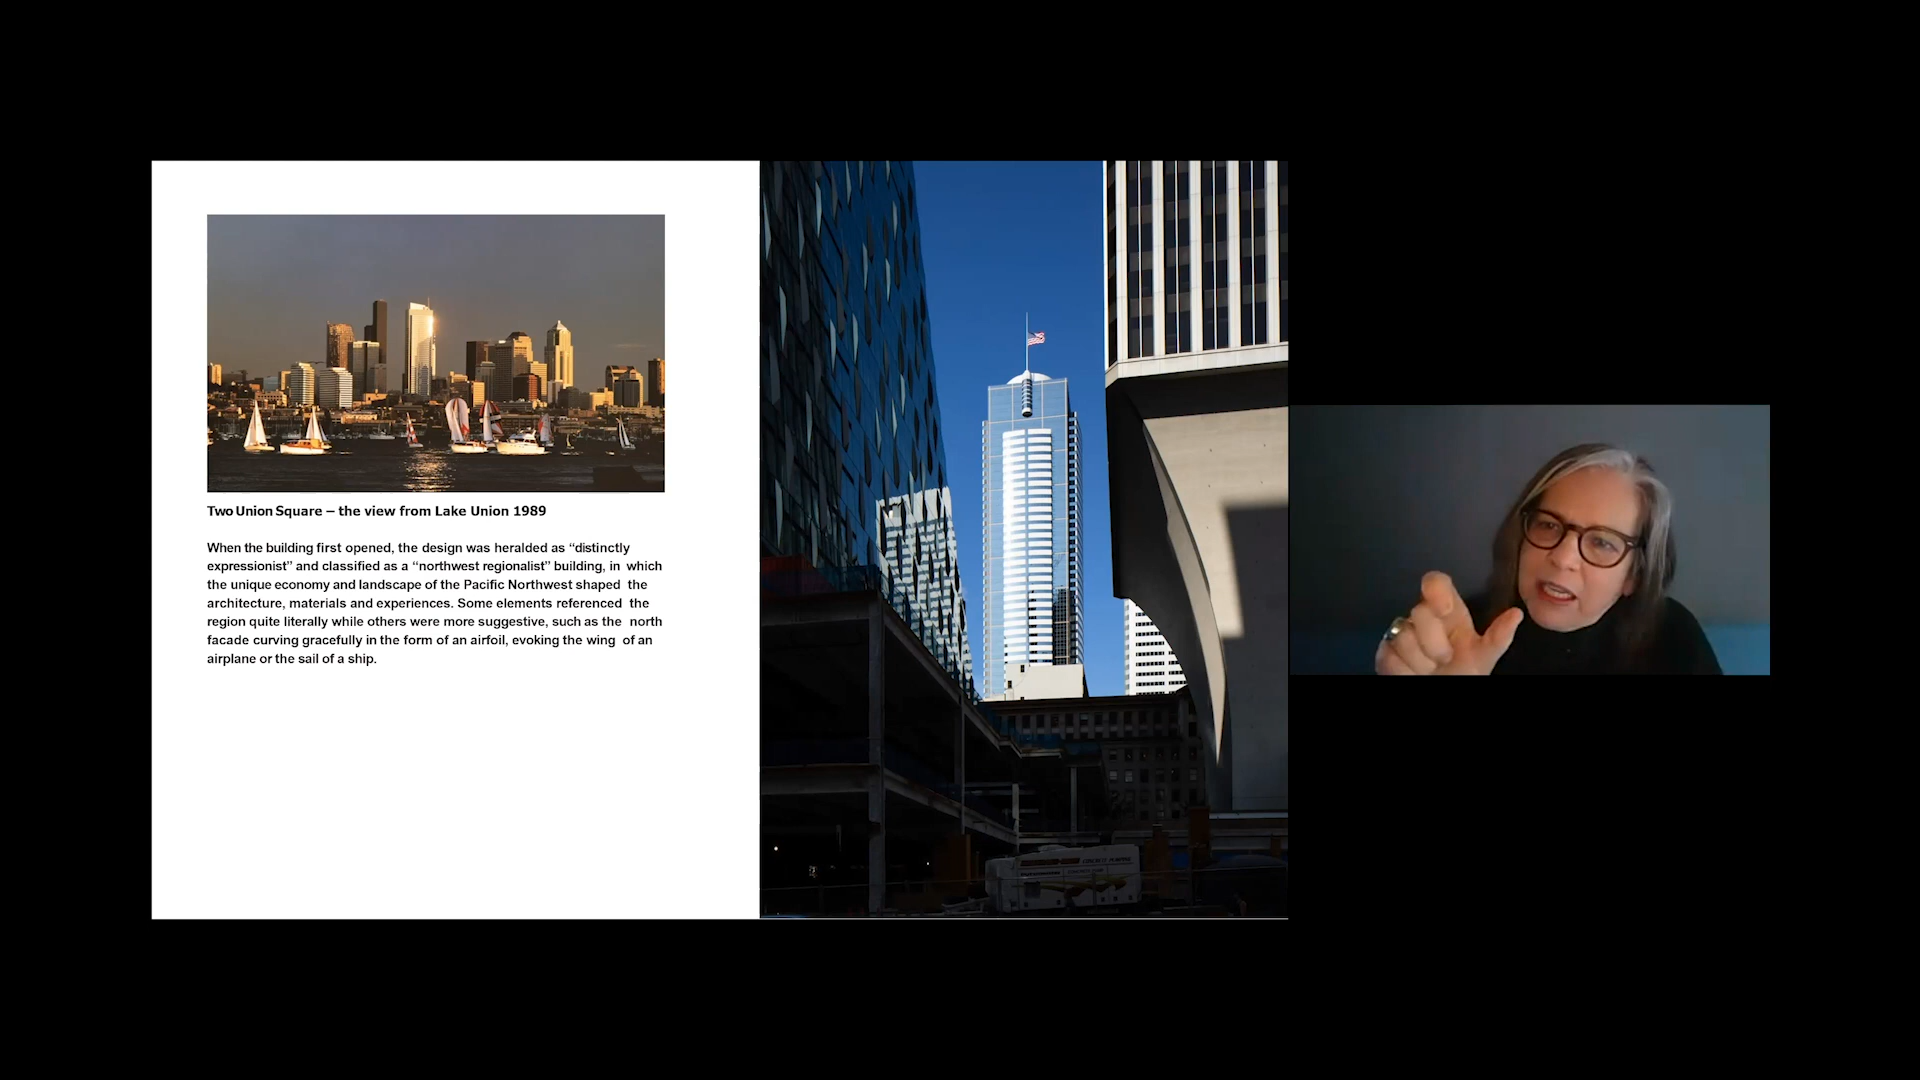 Two Union Square – the view from Lake Union 1989
When the building first opened, the design was heralded as “distinctly
expressionist” and classified as a “northwest regionalist” building, in which
the unique economy and landscape of the Pacific Northwest shaped the
architecture, materials and experiences. Some elements referenced the
region quite literally while others were more suggestive, such as the north
facade curving gracefully in the form of an airfoil, evoking the wing of an
airplane or the sail of a ship.